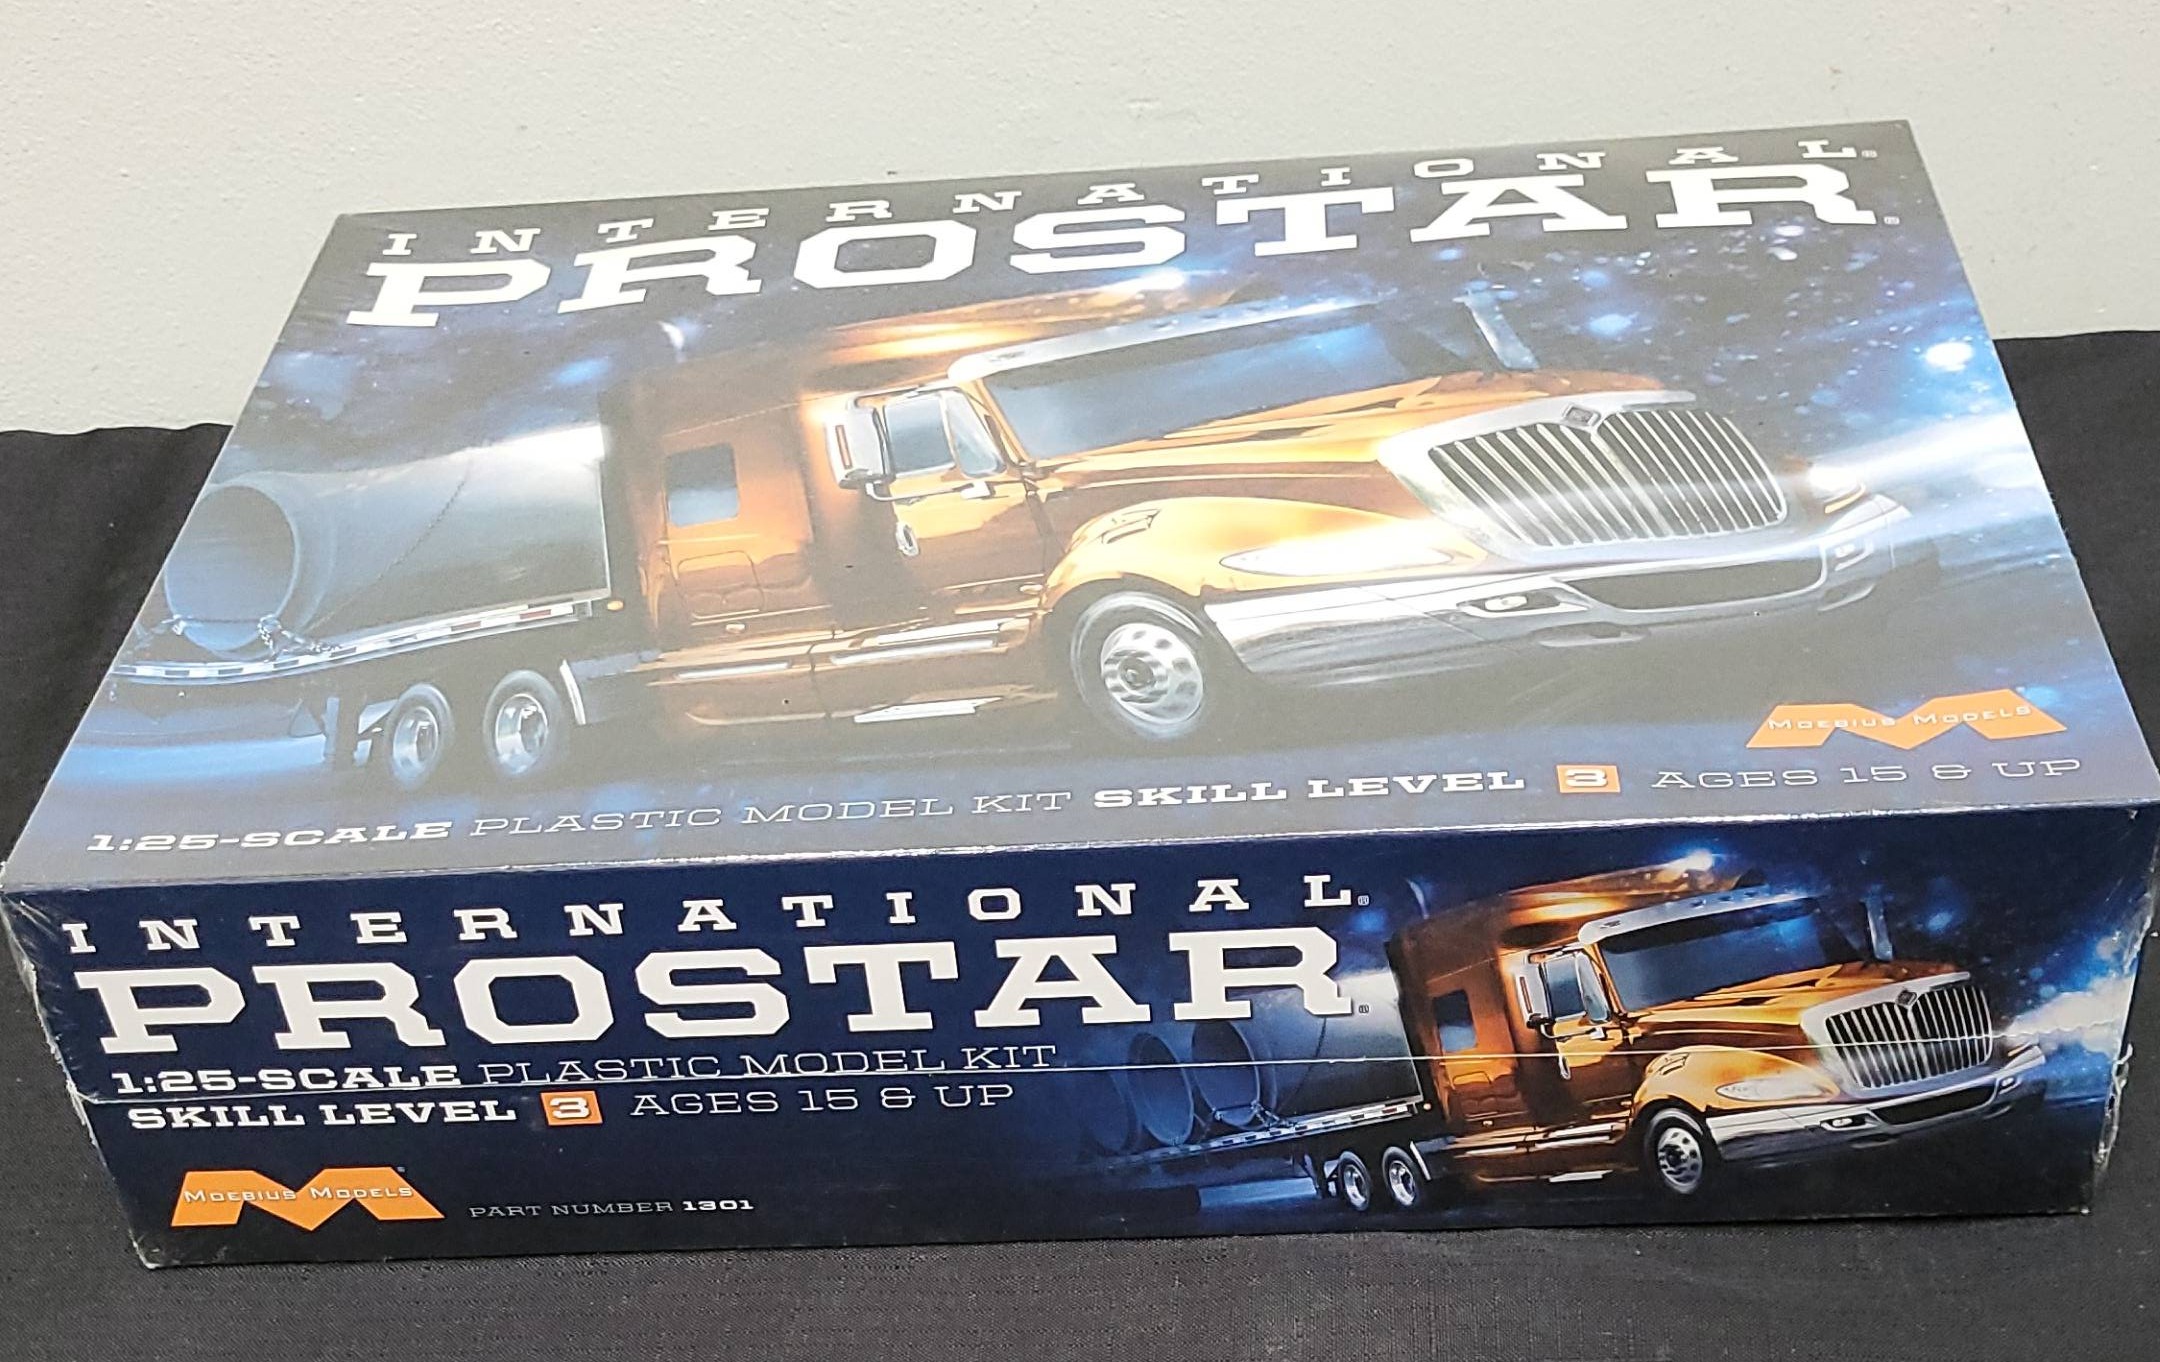 INTERNATIONAL®
PROSTAR®
MOEBIUS MODELS
1:25-SCALE PLASTIC MODEL KIT SKILL LEVEL 3 AGES 15 & UP
INTERNATIONAL®
PROSTAR®
1:25-SCALE PLASTIC MODEL KIT
SKILL LEVEL 3 AGES 15 & UP
MOEBIUS MODELS
PART NUMBER 1301